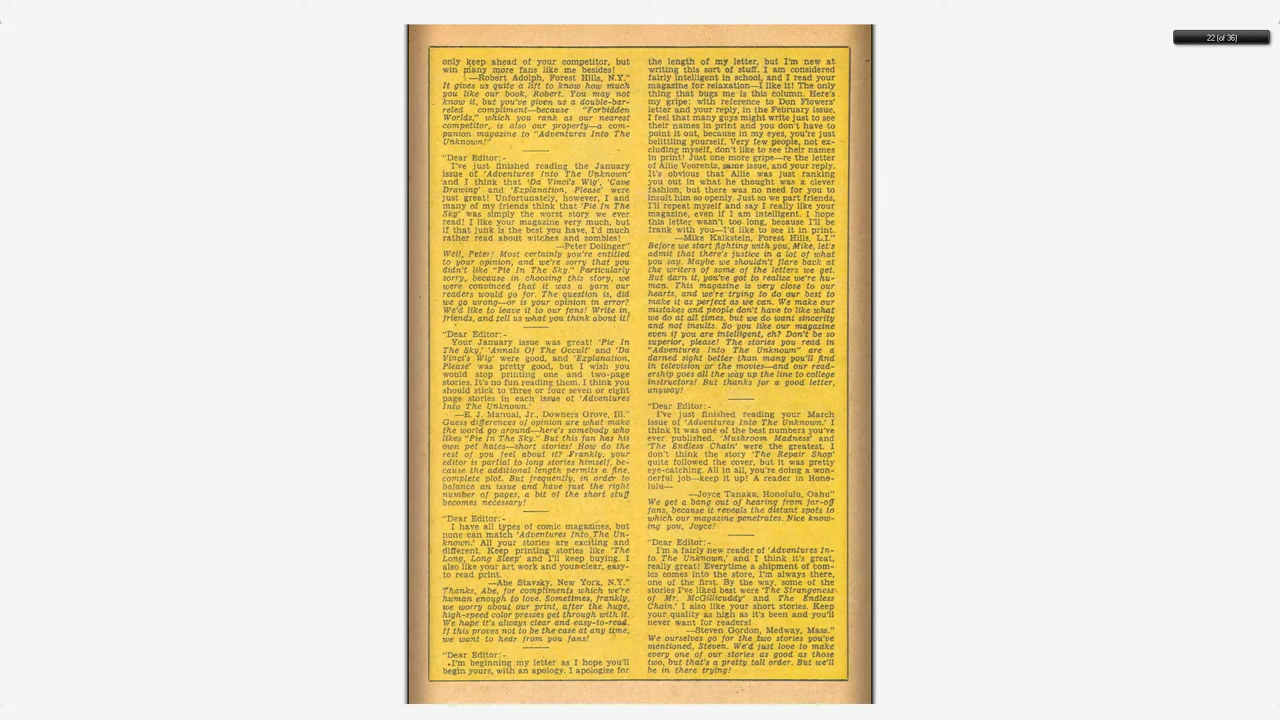 22 (of 36)
only keep ahead of your competitor, but
win many more fans like me besides!
—Robert Adolph, Forest Hills, N.Y."
It gives us quite a lift to know how much
you like our book, Robert. You may not
know it, but you've given us a double-bar-
reled compliment—because "Forbidden
Worlds," which you rank as our nearest
competitor, is also our property—a com-
panion magazine to "Adventures Into The
Unknown!"
"Dear Editor:-
I've just finished reading the January
issue of 'Adventures Into The Unknown'
and I think that 'Da Vinci's Wig', 'Cave
Drawing' and 'Explanation, Please' were
just great! Unfortunately, however, I and
many of my friends think that 'Pie In The
Sky' was simply the worst story we ever
read! I like your magazine very much, but
if that junk is the best you have, I'd much
rather read about witches and zombies!
—Peter Dolinger"
Well, Peter! Most certainly you're entitled
to your opinion, and we're sorry that you
didn't like "Pie In The Sky." Particularly
sorry, because in choosing this story, we
were convinced that it was a yarn our
readers would go for. The question is, did
we go wrong—or is your opinion in error?
We'd like to leave it to our fans! Write in,
friends, and tell us what you think about it!
"Dear Editor:-
Your January issue was great! 'Pie In
The Sky,' 'Annals Of The Occult' and 'Da
Vinci's Wig' were good, and 'Explanation,
Please' was pretty good, but I wish you
would stop printing one and two-page
stories. It's no fun reading them. I think you
should stick to three or four seven or eight
page stories in each issue of 'Adventures
Into The Unknown.'
—E. J. Manual, Jr., Downers Grove, Ill."
Guess differences of opinion are what make
the world go around—here's somebody who
likes "Pie In The Sky." But this fan has his
own pet hates—short stories! How do the
rest of you feel about it? Frankly, your
editor is partial to long stories himself, be-
cause the additional length permits a fine,
complete plot. But frequently, in order to
balance an issue and have just the right
number of pages, a bit of the short stuff
becomes necessary!
"Dear Editor:-
I have all types of comic magazines, but
none can match 'Adventures Into The Un-
known.' All your stories are exciting and
different. Keep printing stories like 'The
Long, Long Sleep' and I'll keep buying. I
also like your art work and your clear, easy-
to read print.
—Abe Stavsky, New York, N.Y."
Thanks, Abe, for compliments which we're
human enough to love. Sometimes, frankly,
we worry about our print, after the huge,
high-speed color presses get through with it.
We hope it's always clear and easy-to-read.
If this proves not to be the case at any time,
we want to hear from you fans!
"Dear Editor:-
I'm beginning my letter as I hope you'll
begin yours, with an apology. I apologize for
the length of my letter, but I'm new at
writing this sort of stuff. I am considered
fairly intelligent in school, and I read your
magazine for relaxation—I like it! The only
thing that bugs me is this column. Here's
my gripe: with reference to Don Flowers'
letter and your reply, in the February issue,
I feel that many guys might write just to see
their names in print and you don't have to
point it out, because in my eyes, you're just
belittling yourself. Very few people, not ex-
cluding myself, don't like to see their names
in print! Just one more gripe—re the letter
of Allie Veorentz, same issue, and your reply.
It's obvious that Allie was just ranking
you out in what he thought was a clever
fashion, but there was no need for you to
insult him so openly. Just so we part friends,
I'll repeat myself and say I really like your
magazine, even if I am intelligent. I hope
this letter wasn't too long, because I'll be
frank with you—I'd like to see it in print.
—Mike Kalkstein, Forest Hills, L.I."
Before we start fighting with you, Mike, let's
admit that there's justice in a lot of what
you say. Maybe we shouldn't flare back at
the writers of some of the letters we get.
But darn it, you've got to realize we're hu-
man. This magazine is very close to our
hearts, and we're trying to do our best to
make it as perfect as we can. We make our
mistakes and people don't have to like what
we do at all times, but we do want sincerity
and not insults. So you like our magazine
even if you are intelligent, eh? Don't be so
superior, please! The stories you read in
"Adventures Into The Unknown" are a
darned sight better than many you'll find
in television or the movies—and our read-
ership goes all the way up the line to college
instructors! But thanks for a good letter,
anyway!
"Dear Editor:-
I've just finished reading your March
issue of 'Adventures Into The Unknown.' I
think it was one of the best numbers you've
ever published. 'Mushroom Madness' and
'The Endless Chain' were the greatest. I
don't think the story 'The Repair Shop'
quite followed the cover, but it was pretty
eye-catching. All in all, you're doing a won-
derful job—keep it up! A reader in Hono-
lulu—
—Joyce Tanaka, Honolulu, Oahu"
We get a bang out of hearing from far-off
fans, because it reveals the distant spots to
which our magazine penetrates. Nice know-
ing you, Joyce!
"Dear Editor:-
I'm a fairly new reader of 'Adventures In-
to The Unknown,' and I think it's great,
really great! Everytime a shipment of com-
ics comes into the store, I'm always there,
one of the first. By the way, some of the
stories I've liked best were 'The Strangeness
of Mr. McGillicuddy' and 'The Endless
Chain.' I also like your short stories. Keep
your quality as high as it's been and you'll
never want for readers!
—Steven Gordon, Medway, Mass."
We ourselves go for the two stories you've
mentioned, Steven. We'd just love to make
every one of our stories as good as those
two, but that's a pretty tall order. But we'll
be in there trying!